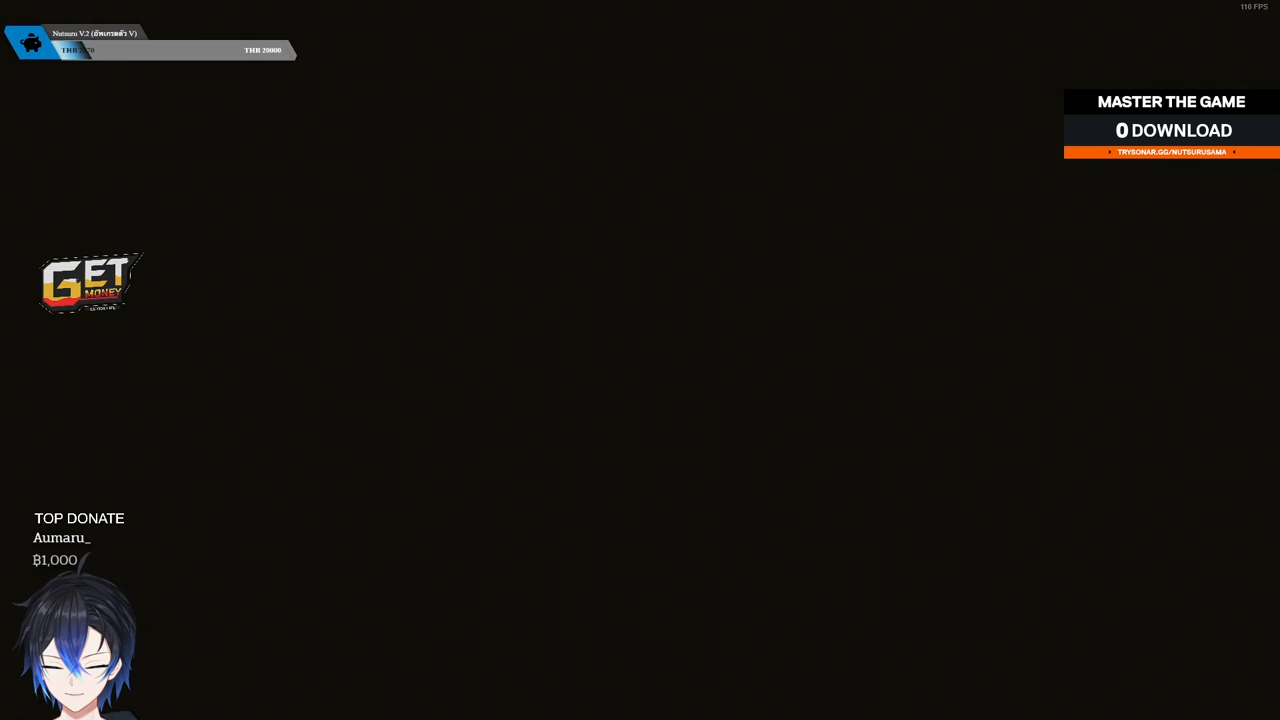 110 FPS
Nutsuru V.2 (อัพเกรดตัว V)
THB 20000
MASTER THE GAME
0 DOWNLOAD
TRYSONAR.GG/NUTSURUSAMA
GET
MONEY
TOP DONATE
Aumaru_
฿1,000